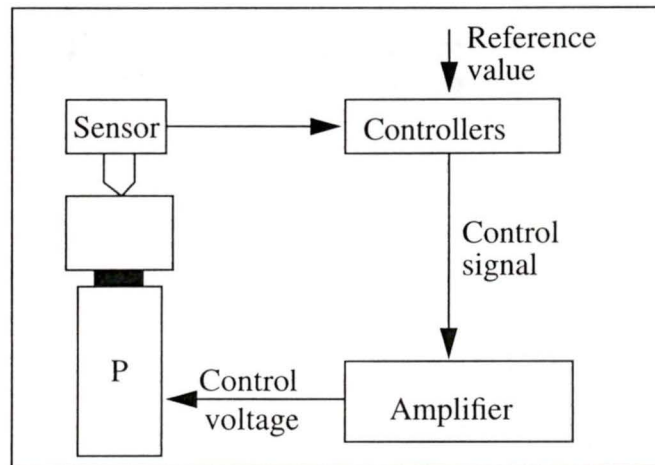 Reference
value
Sensor
Controllers
Control
signal
P
Control
voltage
Amplifier